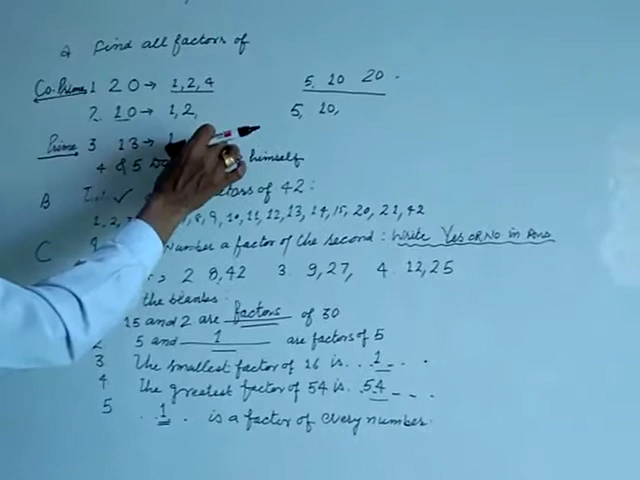 Q Find all factors of
Co-Prime 1 20 → 1, 2, 4 5, 10 20
2. 10 → 1, 2, 5, 10,
Prime 3 13 → 1
4 & 5 himself
B factors of 42:
1, 2, 8, 9, 10, 11, 12, 13, 14, 15, 20, 21, 42
C Number a factor of the second: Write Yes or No in
2 8,42 3. 9,27, 4. 12,25
the blanks:
15 and 2 are factors of 30
2 5 and 1 are factors of 5
3 The smallest factor of 16 is .. 1 ..
4 The greatest factor of 54 is . 54 . . .
5 . . 1 . is a factor of every number.